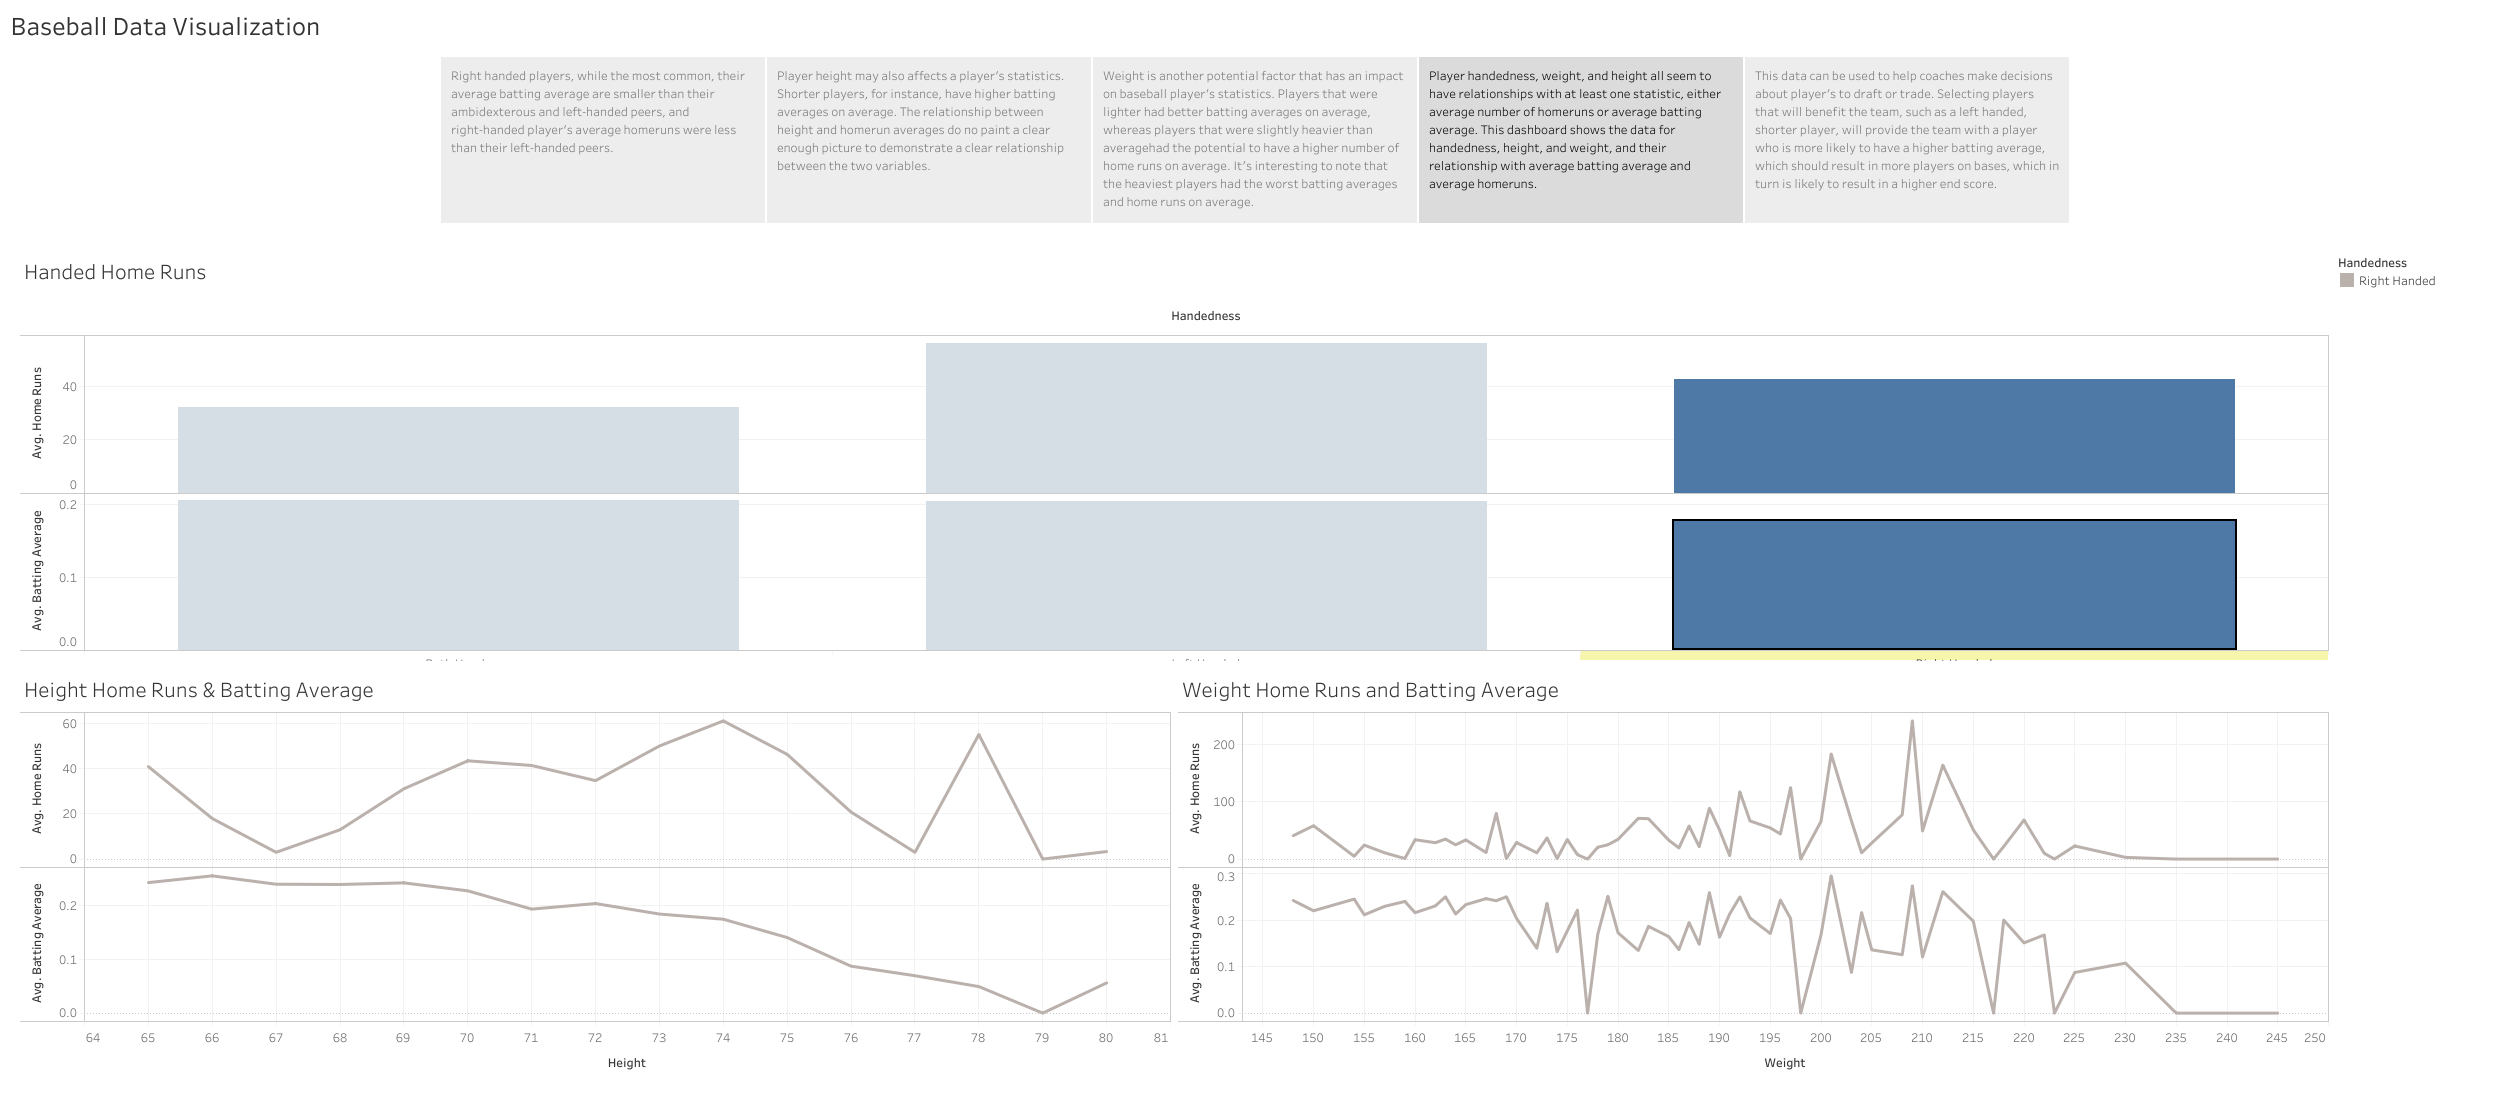 Baseball Data Visualization
Right handed players, while the most common, their
average batting average are smaller than their
ambidexterous and left-handed peers, and
right-handed player's average homeruns were less
than their left-handed peers.
Player height may also affects a player's statistics.
Shorter players, for instance, have higher batting
averages on average. The relationship between
height and homerun averages do no paint a clear
enough picture to demonstrate a clear relationship
between the two variables.
Weight is another potential factor that has an impact
on baseball player's statistics. Players that were
lighter had better batting averages on average,
whereas players that were slightly heavier than
averagehad the potential to have a higher number of
home runs on average. It's interesting to note that
the heaviest players had the worst batting averages
and home runs on average.
Player handedness, weight, and height all seem to
have relationships with at least one statistic, either
average number of homeruns or average batting
average. This dashboard shows the data for
handedness, height, and weight, and their
relationship with average batting average and
average homeruns.
This data can be used to help coaches make decisions
about player's to draft or trade. Selecting players
that will benefit the team, such as a left handed,
shorter player, will provide the team with a player
who is more likely to have a higher batting average,
which should result in more players on bases, which in
turn is likely to result in a higher end score.
Handed Home Runs
Handedness
Right Handed
Handedness
Avg. Home Runs
40
20
0
Avg. Batting Average
0.2
0.1
0.0
Height Home Runs & Batting Average
Avg. Home Runs
60
40
20
0
Avg. Batting Average
0.2
0.1
0.0
64 65 66 67 68 69 70 71 72 73 74 75 76 77 78 79 80 81
Height
Weight Home Runs and Batting Average
Avg. Home Runs
200
100
0
Avg. Batting Average
0.3
0.2
0.1
0.0
145 150 155 160 165 170 175 180 185 190 195 200 205 210 215 220 225 230 235 240 245 250
Weight